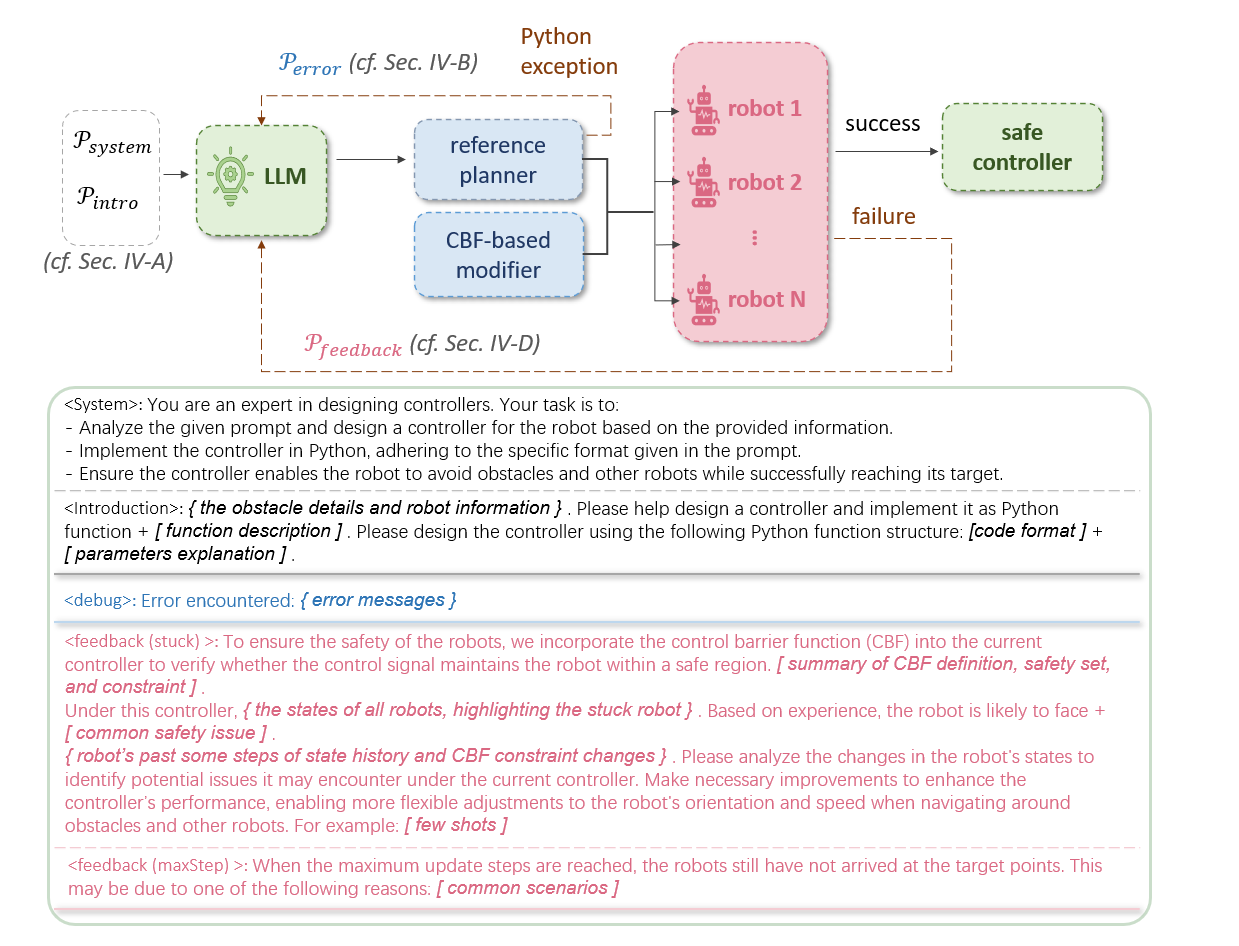 Python
exception
𝒫error (cf. Sec. IV-B)
𝒫system
𝒫intro
(cf. Sec. IV-A)
LLM
reference
planner
CBF-based
modifier
robot 1
robot 2
⋮
robot N
success
failure
safe
controller
𝒫feedback (cf. Sec. IV-D)
<System>: You are an expert in designing controllers. Your task is to:
- Analyze the given prompt and design a controller for the robot based on the provided information.
- Implement the controller in Python, adhering to the specific format given in the prompt.
- Ensure the controller enables the robot to avoid obstacles and other robots while successfully reaching its target.
<Introduction>: { the obstacle details and robot information } . Please help design a controller and implement it as Python
function + [ function description ] . Please design the controller using the following Python function structure: [code format ] +
[ parameters explanation ] .
<debug>: Error encountered: { error messages }
<feedback (stuck) >: To ensure the safety of the robots, we incorporate the control barrier function (CBF) into the current
controller to verify whether the control signal maintains the robot within a safe region. [ summary of CBF definition, safety set,
and constraint ] .
Under this controller, { the states of all robots, highlighting the stuck robot } . Based on experience, the robot is likely to face +
[ common safety issue ] .
{ robot's past some steps of state history and CBF constraint changes } . Please analyze the changes in the robot's states to
identify potential issues it may encounter under the current controller. Make necessary improvements to enhance the
controller's performance, enabling more flexible adjustments to the robot's orientation and speed when navigating around
obstacles and other robots. For example: [ few shots ]
<feedback (maxStep) >: When the maximum update steps are reached, the robots still have not arrived at the target points. This
may be due to one of the following reasons: [ common scenarios ]